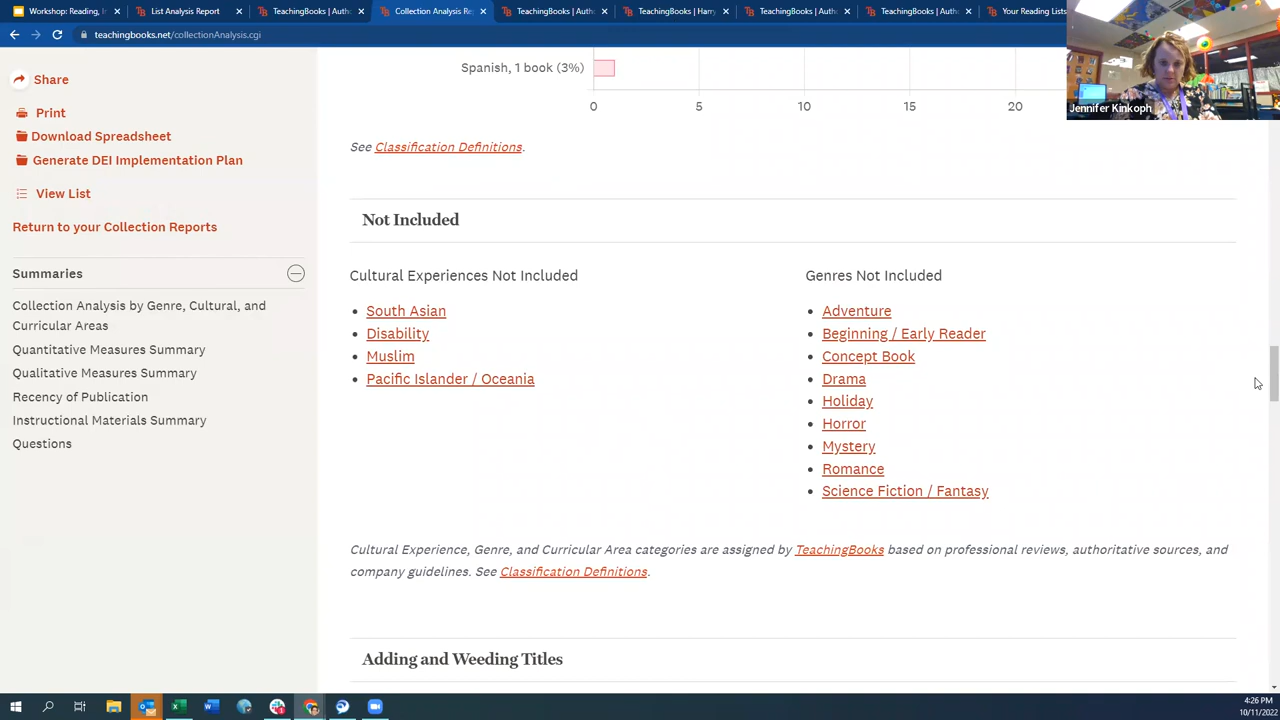 Workshop: Reading, In
List Analysis Report
TeachingBooks | Autho
Collection Analysis Re
TeachingBooks | Autho
TeachingBooks | Harry
TeachingBooks | Autho
TeachingBooks | Autho
Your Reading Lists
teachingbooks.net/collectionAnalysis.cgi
Jennifer Kinkoph
Share
Print
Download Spreadsheet
Generate DEI Implementation Plan
View List
Return to your Collection Reports
Summaries
Collection Analysis by Genre, Cultural, and
Curricular Areas
Quantitative Measures Summary
Qualitative Measures Summary
Recency of Publication
Instructional Materials Summary
Questions
Spanish, 1 book (3%)
0 5 10 15 20
See Classification Definitions.
Not Included
Cultural Experiences Not Included
South Asian
Disability
Muslim
Pacific Islander / Oceania
Genres Not Included
Adventure
Beginning / Early Reader
Concept Book
Drama
Holiday
Horror
Mystery
Romance
Science Fiction / Fantasy
Cultural Experience, Genre, and Curricular Area categories are assigned by TeachingBooks based on professional reviews, authoritative sources, and
company guidelines. See Classification Definitions.
Adding and Weeding Titles
4:26 PM
10/11/2022